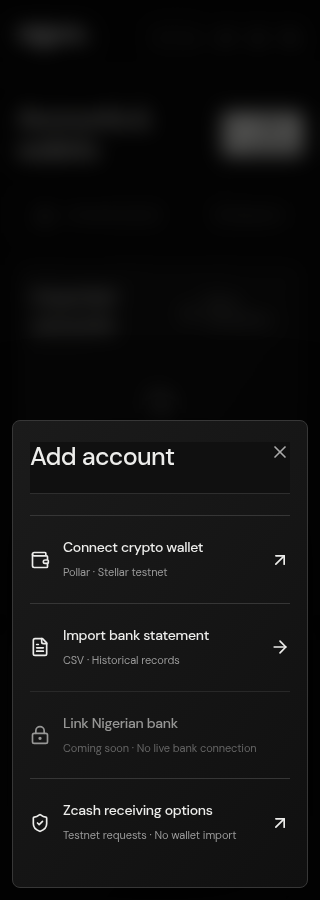 Add account
Connect crypto wallet
Pollar · Stellar testnet
Import bank statement
CSV · Historical records
Link Nigerian bank
Coming soon · No live bank connection
Zcash receiving options
Testnet requests · No wallet import